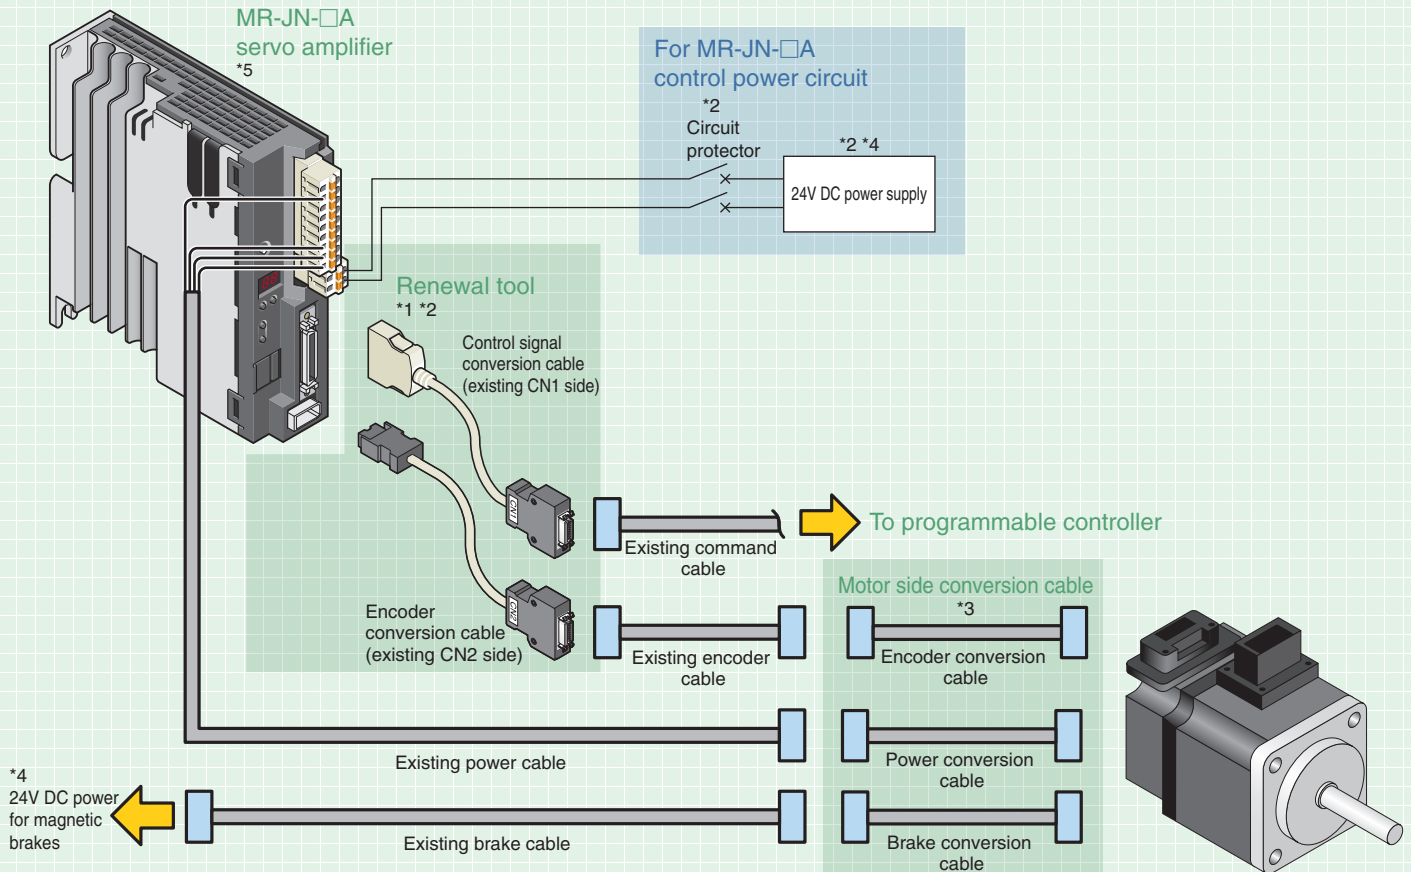 MR-JN-□A
servo amplifier
*5
For MR-JN-□A
control power circuit
*2
Circuit
protector
*2 *4
24V DC power supply
Renewal tool
*1 *2
Control signal
conversion cable
(existing CN1 side)
CN1
Existing command
cable
To programmable controller
Encoder
conversion cable
(existing CN2 side)
CN2
Existing encoder
cable
Motor side conversion cable
*3
Encoder conversion
cable
Existing power cable
Power conversion
cable
*4
24V DC power
for magnetic
brakes
Existing brake cable
Brake conversion
cable